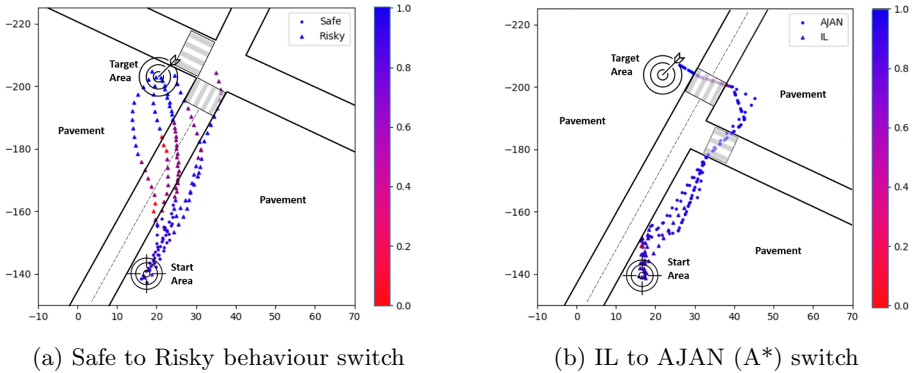 −220
−200
−180
−160
−140
−10 0 10 20 30 40 50 60 70
Safe
Risky
Target
Area
Pavement
Pavement
Start
Area
1.0
0.8
0.6
0.4
0.2
0.0
(a) Safe to Risky behaviour switch
−220
−200
−180
−160
−140
−10 0 10 20 30 40 50 60 70
AJAN
IL
Target
Area
Pavement
Pavement
Start
Area
Pavement
1.0
0.8
0.6
0.4
0.2
0.0
(b) IL to AJAN (A*) switch